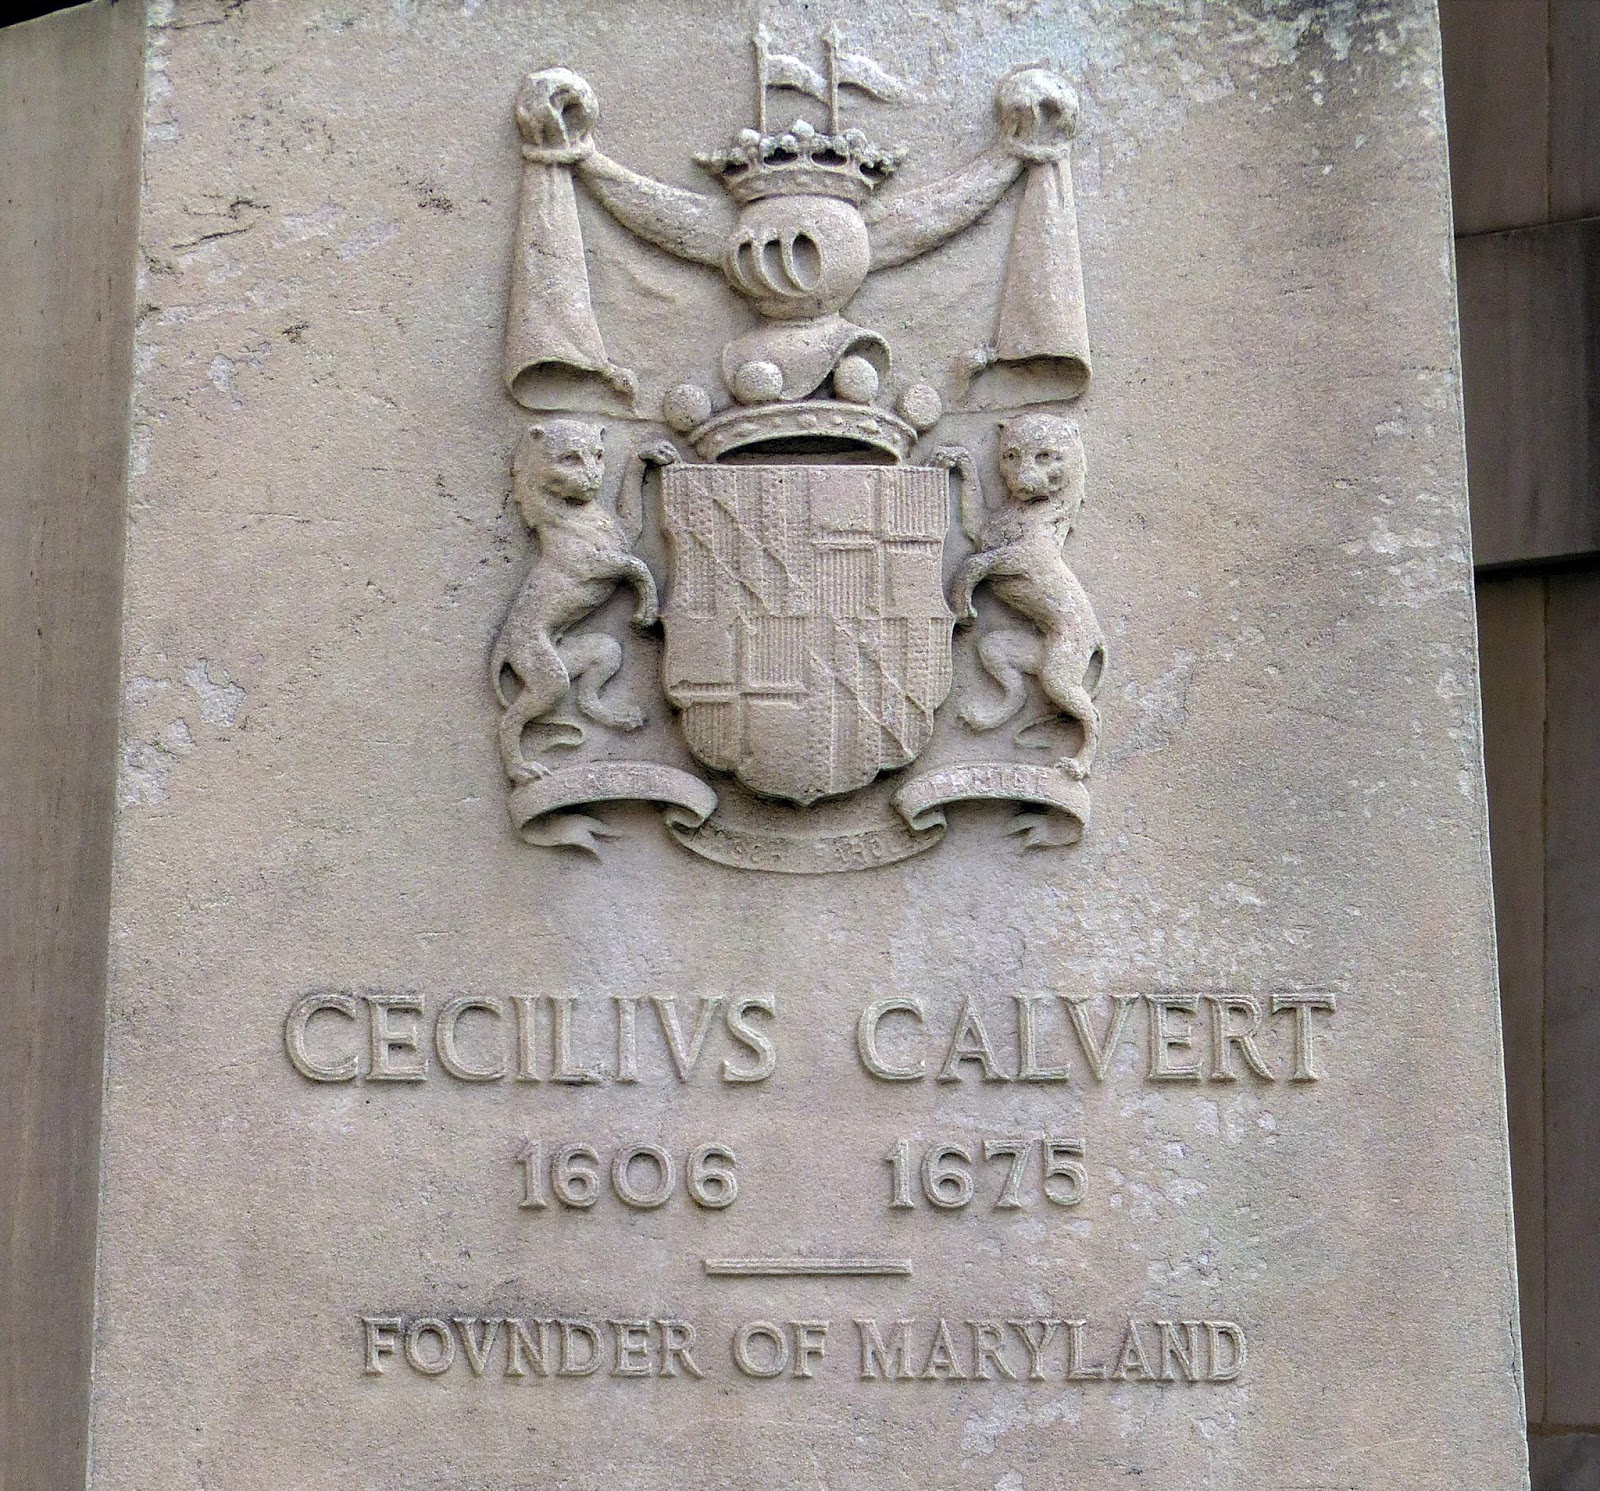 CECILIVS CALVERT
1606 1675
FOVNDER OF MARYLAND